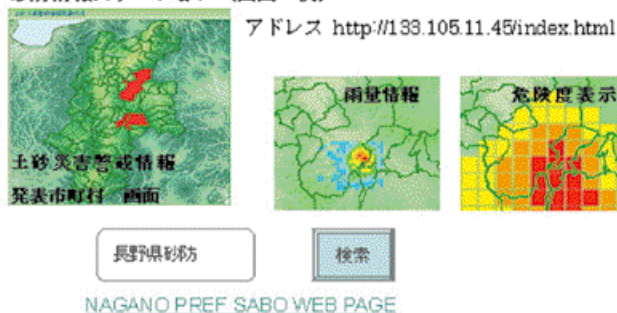 アドレス http://133.105.11.45/index.html
雨量情報
危険度表示
土砂災害警戒情報
発表市町村 画面
長野県砂防
検索
NAGANO PREF SABO WEB PAGE